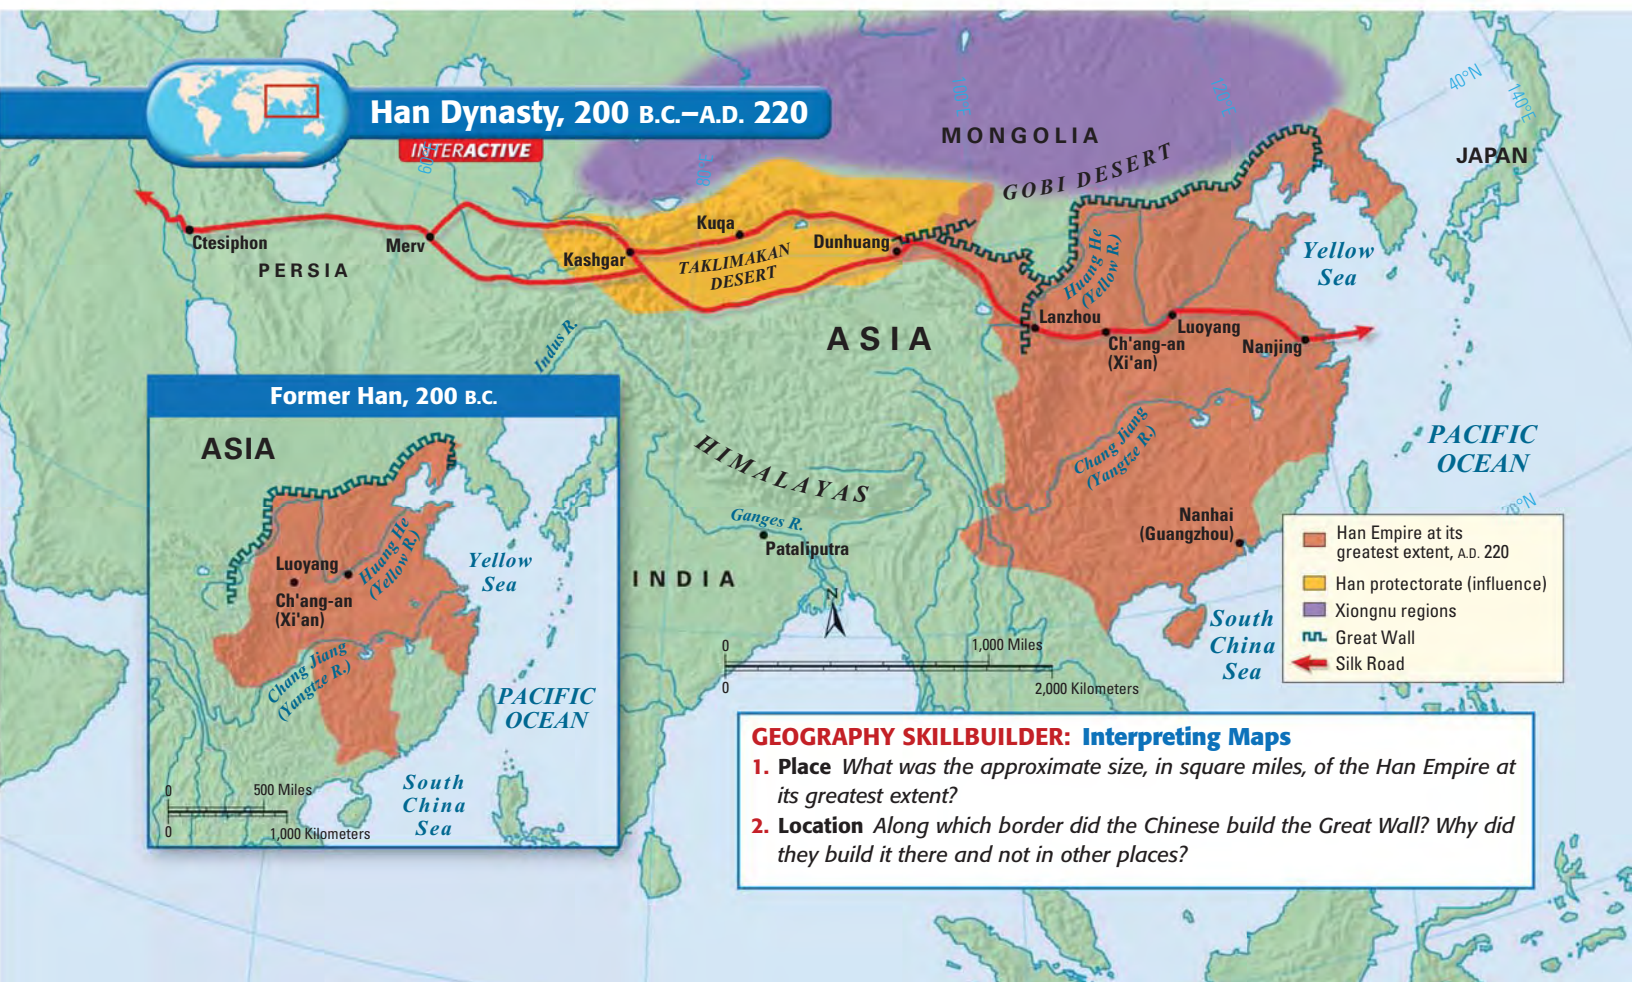 Han Dynasty, 200 B.C.–A.D. 220
INTERACTIVE
MONGOLIA
GOBI DESERT
JAPAN
40°N
140°E
120°E
100°E
80°E
60°E
20°N
Ctesiphon
PERSIA
Merv
Kashgar
Kuqa
TAKLIMAKAN
DESERT
Dunhuang
Huang He
(Yellow R.)
Yellow
Sea
Lanzhou
Ch'ang-an
(Xi'an)
Luoyang
Nanjing
ASIA
Indus R.
HIMALAYAS
Ganges R.
Pataliputra
INDIA
Chang Jiang
(Yangtze R.)
PACIFIC
OCEAN
Nanhai
(Guangzhou)
South
China
Sea
N
0
1,000 Miles
0
2,000 Kilometers
Han Empire at its
greatest extent, A.D. 220
Han protectorate (influence)
Xiongnu regions
Great Wall
Silk Road
Former Han, 200 B.C.
ASIA
Luoyang
Huang He
(Yellow R.)
Ch'ang-an
(Xi'an)
Yellow
Sea
Chang Jiang
(Yangtze R.)
PACIFIC
OCEAN
South
China
Sea
0
500 Miles
0
1,000 Kilometers
GEOGRAPHY SKILLBUILDER: Interpreting Maps
1. Place What was the approximate size, in square miles, of the Han Empire at
its greatest extent?
2. Location Along which border did the Chinese build the Great Wall? Why did
they build it there and not in other places?